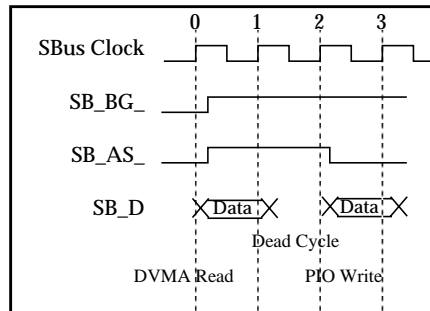 0 1 2 3
SBus Clock
SB_BG_
SB_AS_
SB_D
Data Data
Dead Cycle
DVMA Read PIO Write